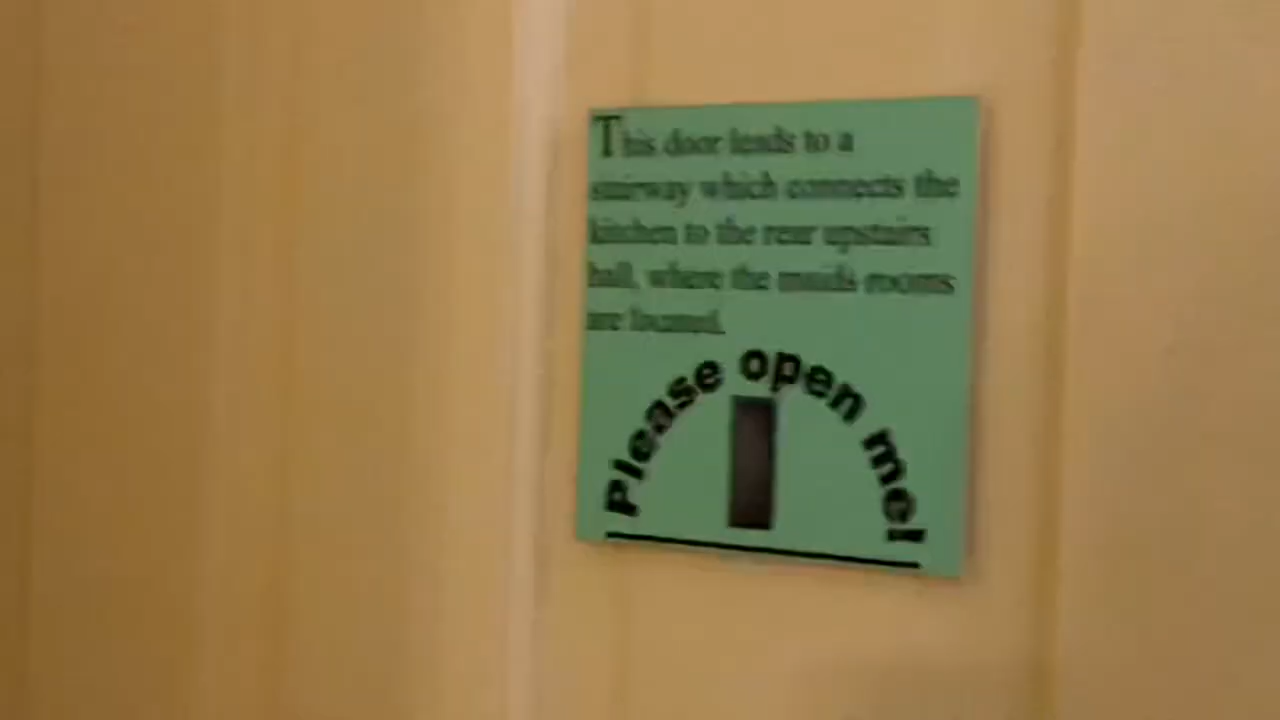 This door leads to a
stairway which connects the
kitchen to the rear upstairs
hall, where the maids rooms
are located.
Please open me!